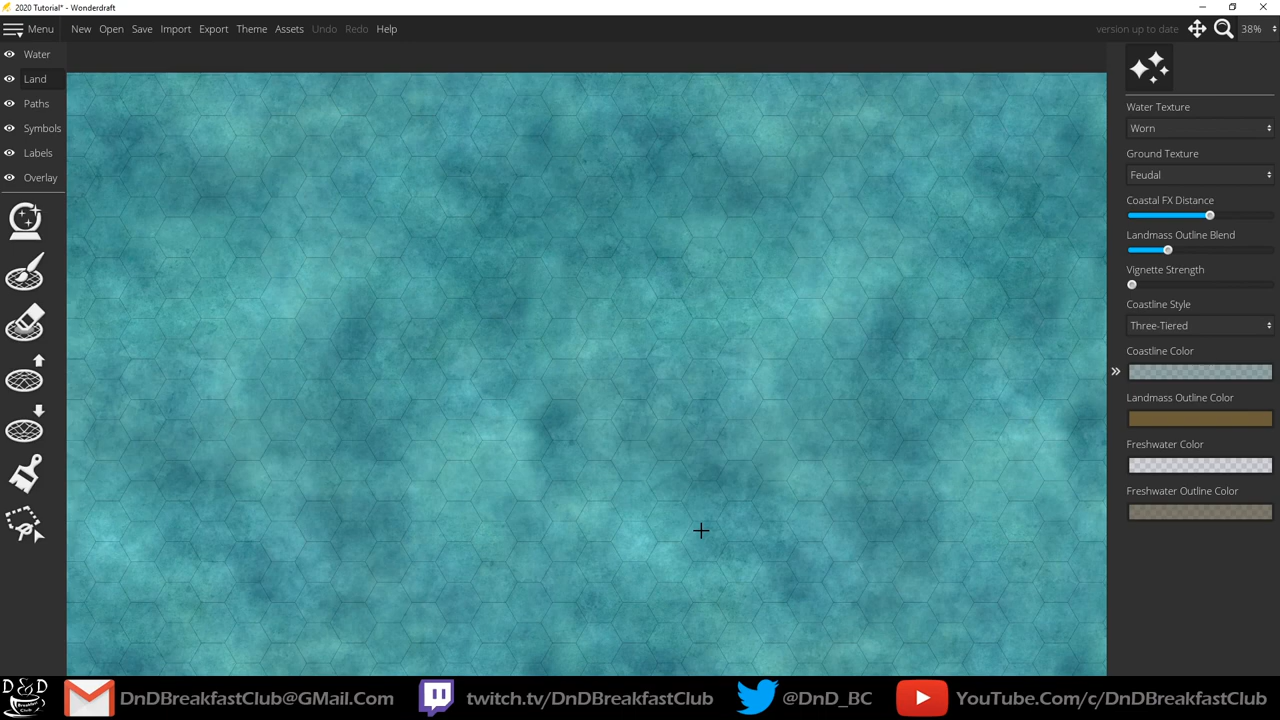 2020 Tutorial* - Wonderdraft
Menu New Open Save Import Export Theme Assets Undo Redo Help version up to date 38%
Water
Land
Paths
Symbols
Labels
Overlay
Water Texture
Worn
Ground Texture
Feudal
Coastal FX Distance
Landmass Outline Blend
Vignette Strength
Coastline Style
Three-Tiered
Coastline Color
Landmass Outline Color
Freshwater Color
Freshwater Outline Color
D&D Breakfast Club DnDBreakfastClub@GMail.Com twitch.tv/DnDBreakfastClub @DnD_BC YouTube.Com/c/DnDBreakfastClub